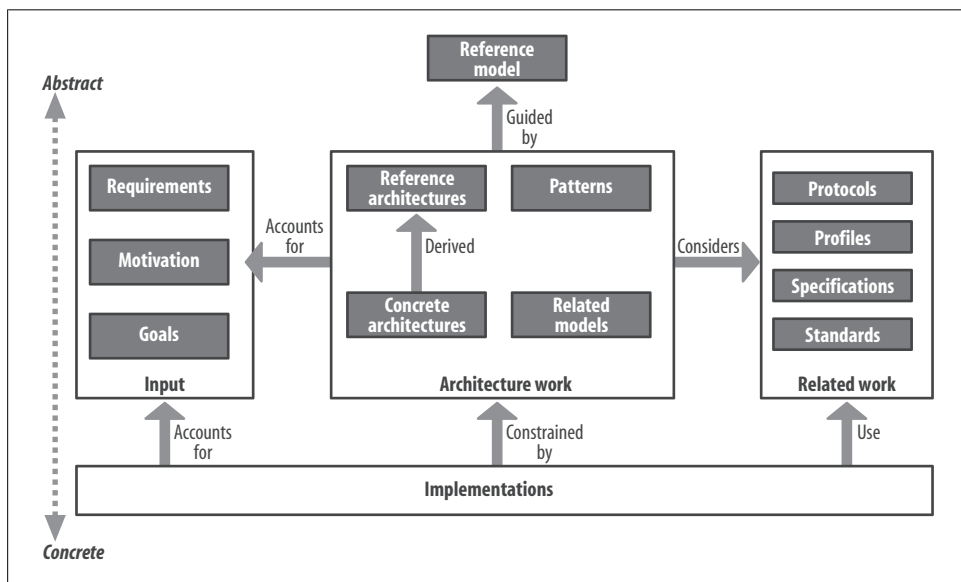 Reference
model
Abstract
Guided
by
Requirements
Motivation
Goals
Input
Accounts
for
Reference
architectures
Patterns
Derived
Concrete
architectures
Related
models
Architecture work
Considers
Protocols
Profiles
Specifications
Standards
Related work
Accounts
for
Constrained
by
Use
Implementations
Concrete